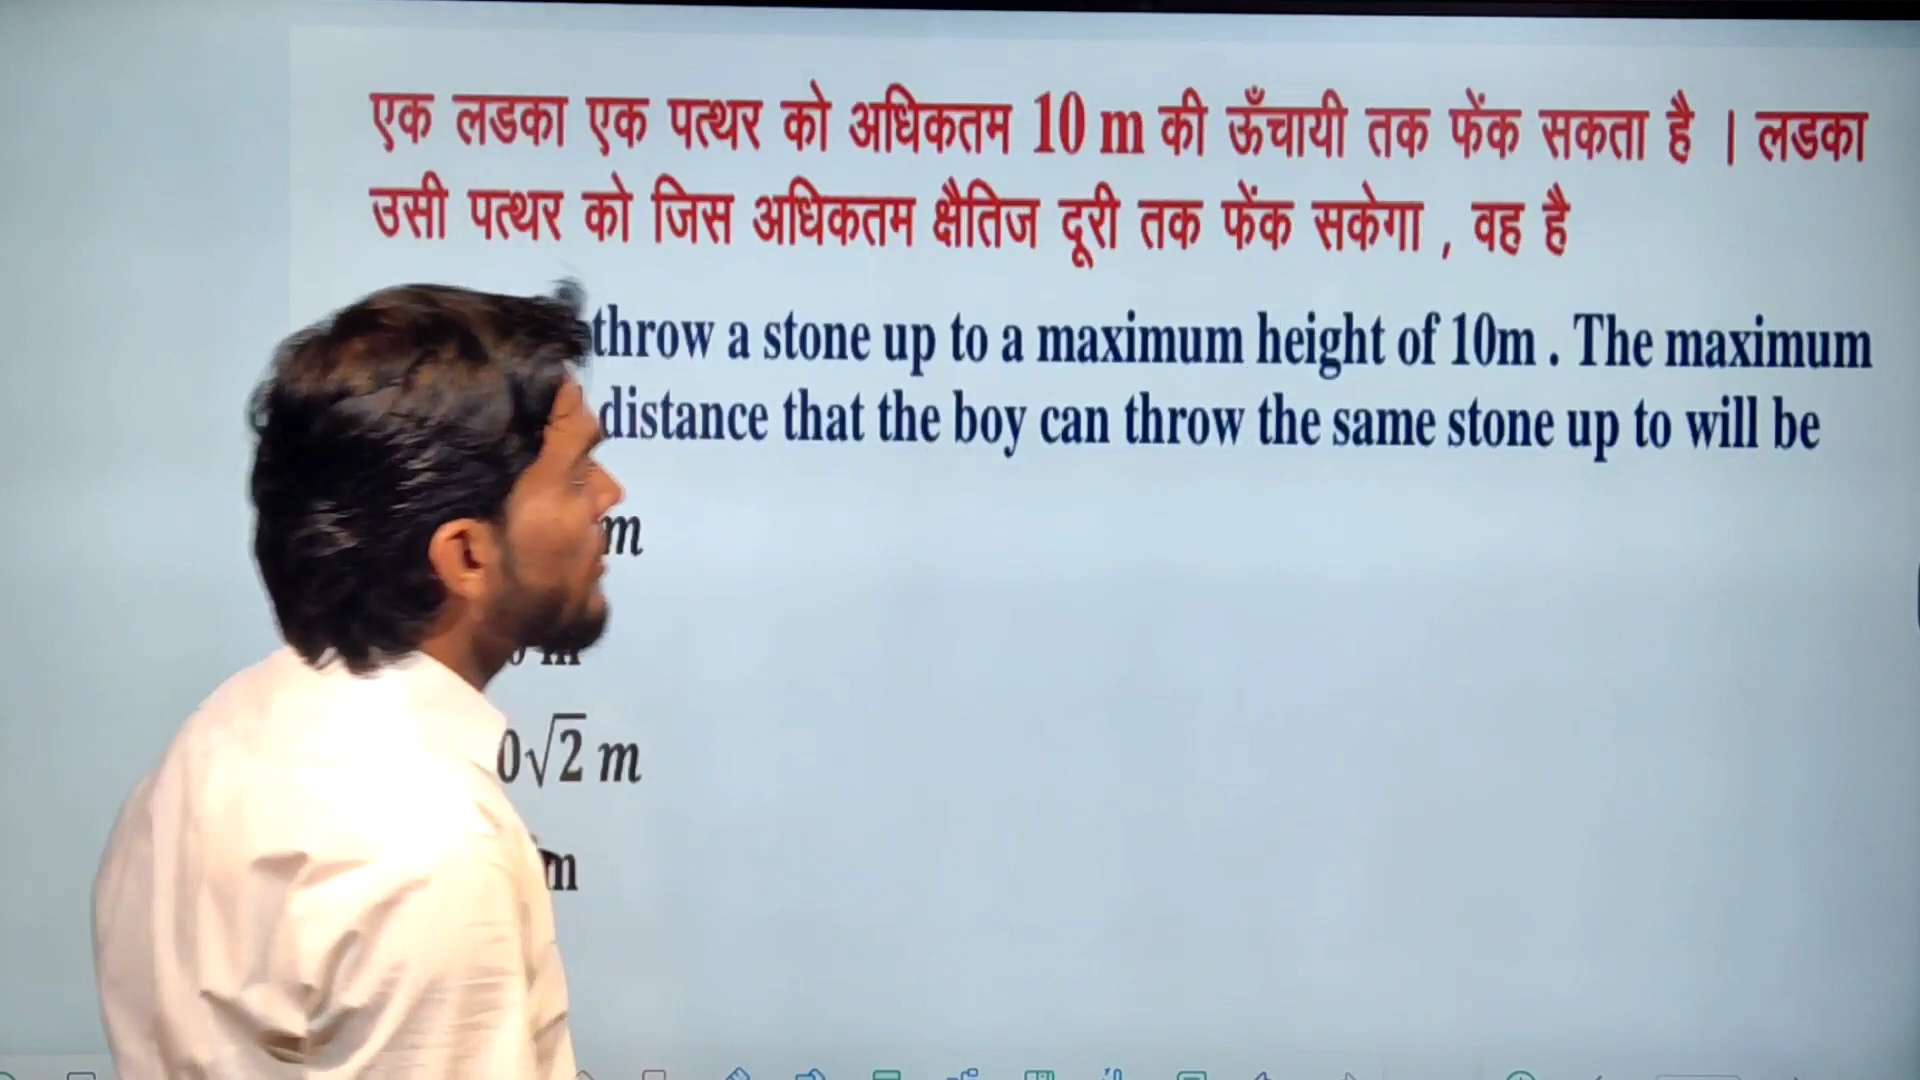 एक लडका एक पत्थर को अधिकतम 10 m की ऊँचायी तक फेंक सकता है । लडका
उसी पत्थर को जिस अधिकतम क्षैतिज दूरी तक फेंक सकेगा , वह है
throw a stone up to a maximum height of 10m . The maximum
distance that the boy can throw the same stone up to will be
m
m
0√2 m
m